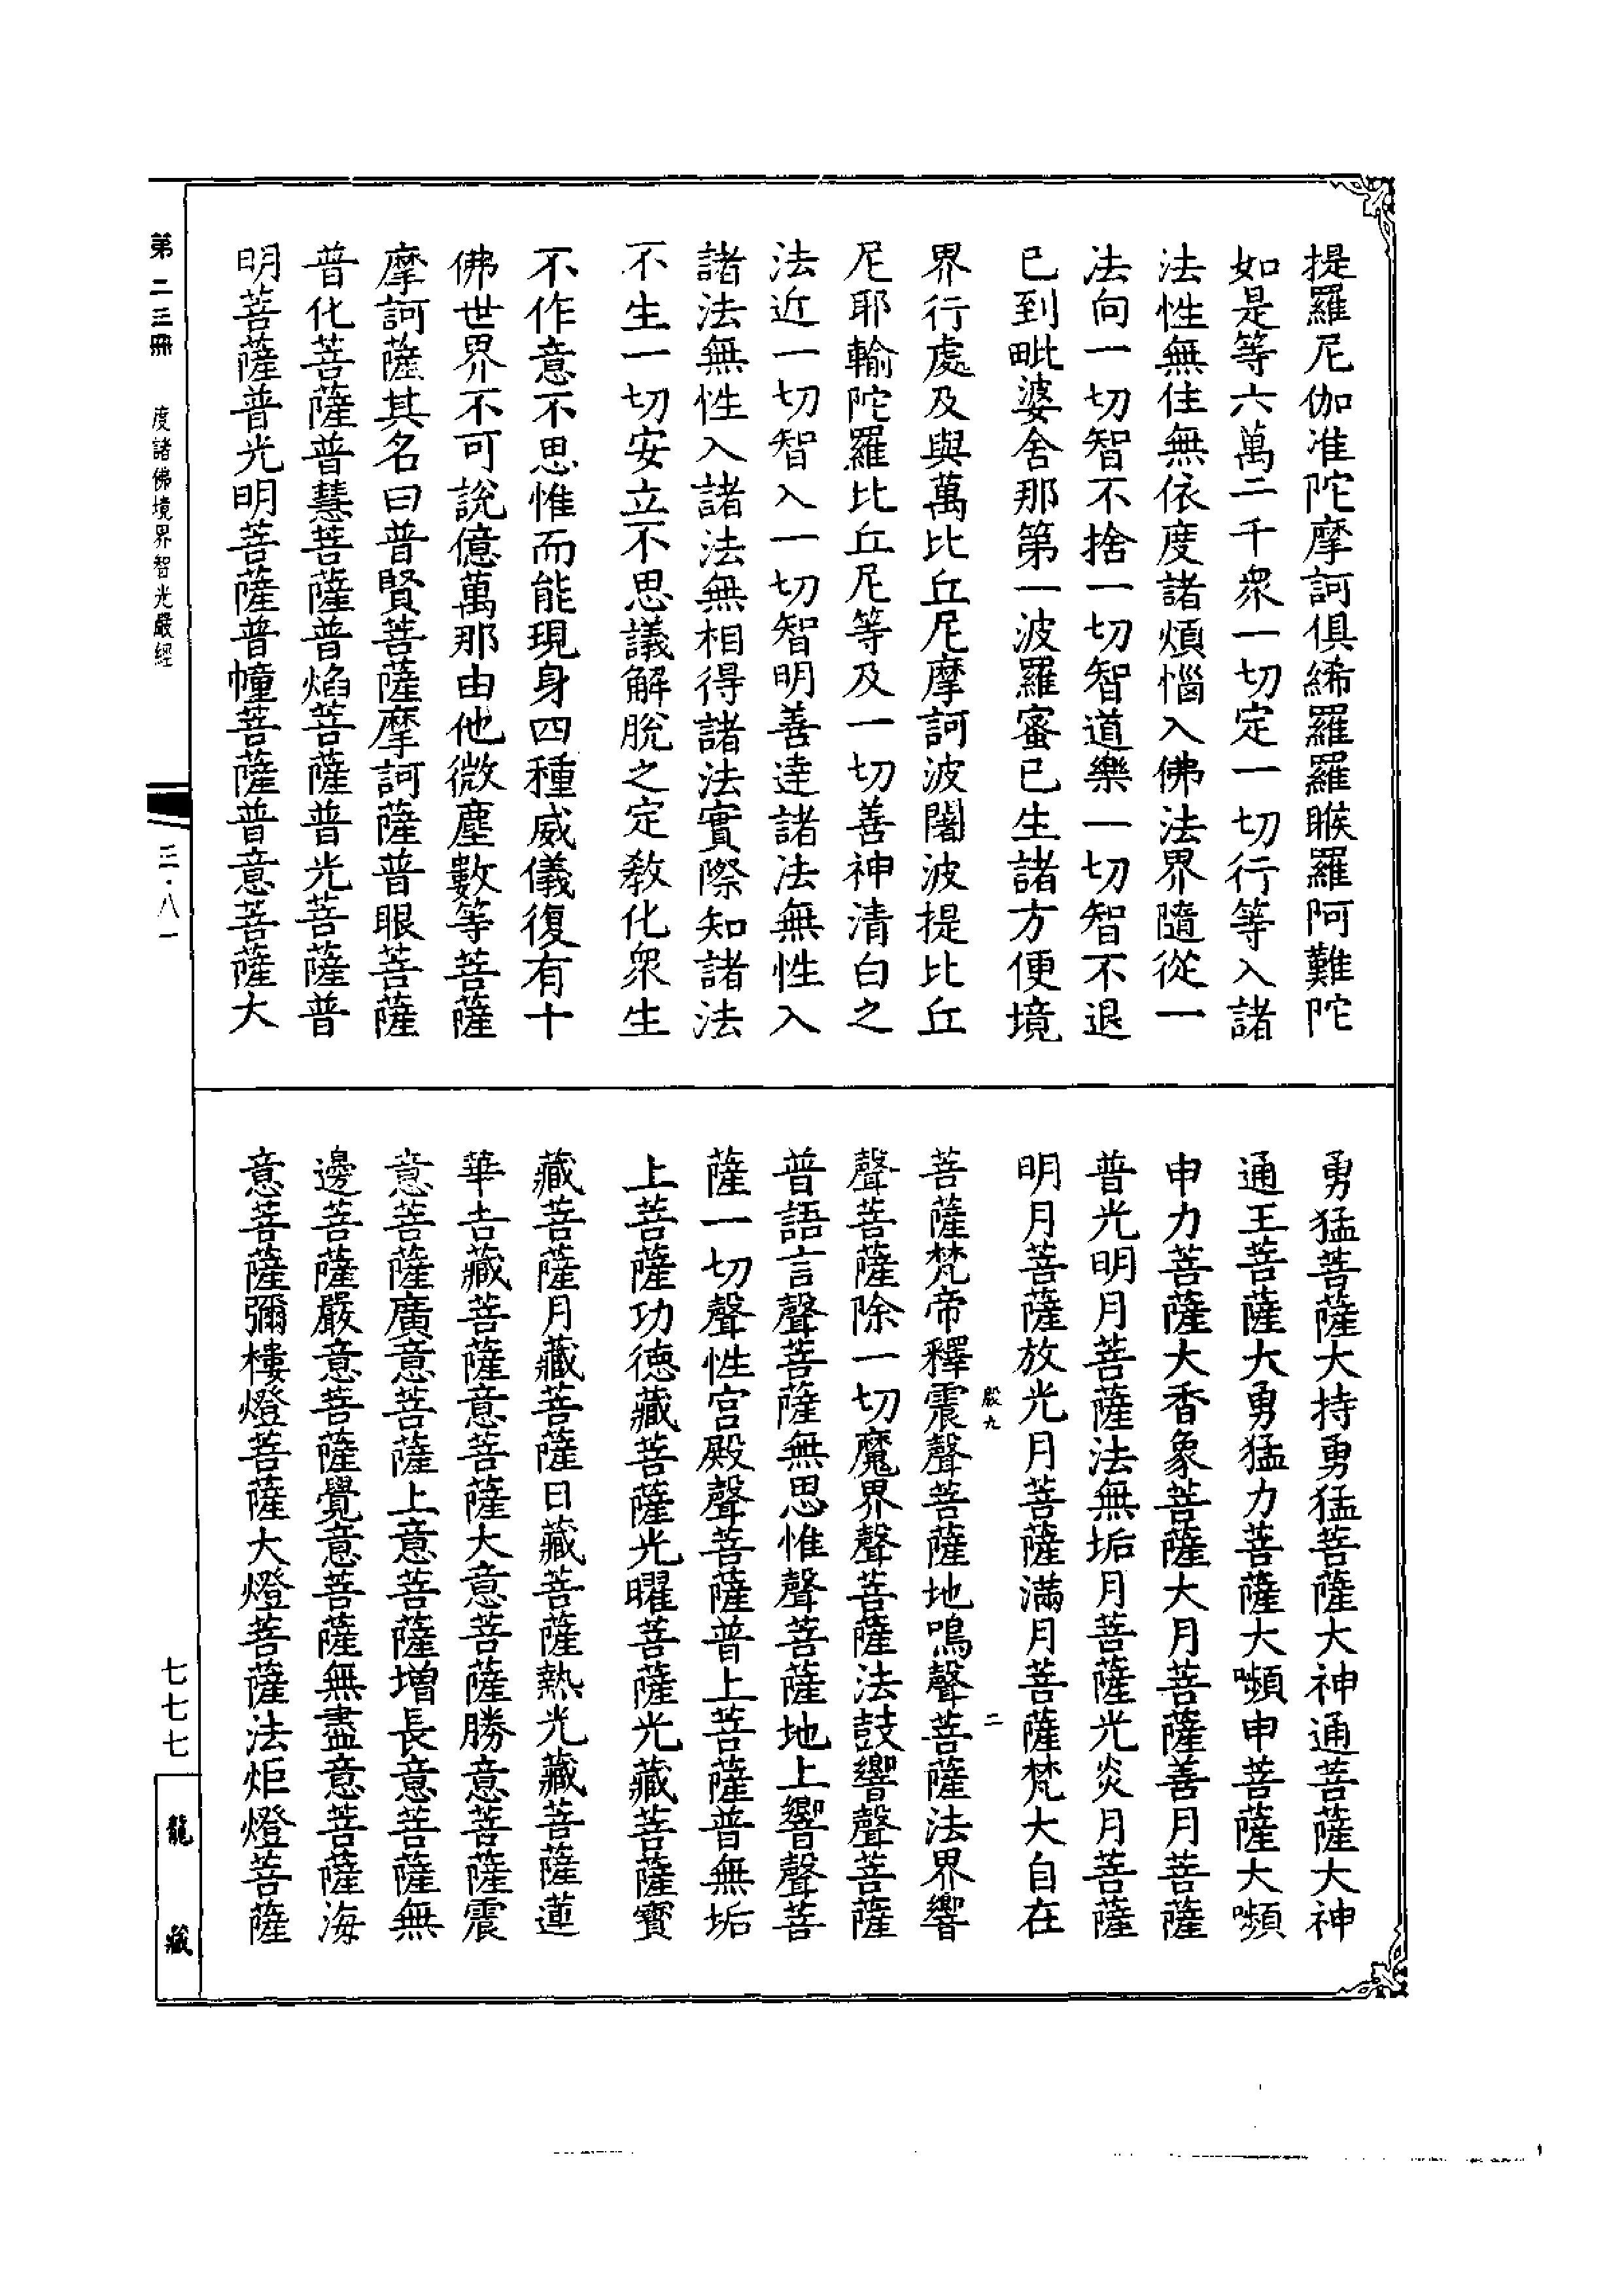 提羅尼伽准陀摩訶俱絺羅羅睺羅阿難陀
如是等六萬二千衆一切定一切行等入諸
法性無住無依度諸煩惱入佛法界隨從一
法向一切智不捨一切智道樂一切智不退
已到毗婆舍那第一波羅蜜已生諸方便境
界行處及與萬比丘尼摩訶波闍波提比丘
尼耶輸陀羅比丘尼等及一切善神清白之
法近一切智入一切智明善達諸法無性入
諸法無性入諸法無相得諸法實際知諸法
不生一切安立不思議解脫之定教化衆生
不作意不思惟而能現身四種威儀復有十
佛世界不可說億萬那由他微塵數等菩薩
摩訶薩其名曰普賢菩薩摩訶薩普眼菩薩
普化菩薩普慧菩薩普焰菩薩普光菩薩普
明菩薩普光明菩薩普幢菩薩普意菩薩大
勇猛菩薩大持勇猛菩薩大神通菩薩大神
通王菩薩大勇猛力菩薩大嚬申菩薩大嚬
申力菩薩大香象菩薩大月菩薩善月菩薩
普光明月菩薩法無垢月菩薩光炎月菩薩
明月菩薩放光月菩薩滿月菩薩梵大自在
嚴九 二
菩薩梵帝釋震聲菩薩地鳴聲菩薩法界響
聲菩薩除一切魔界聲菩薩法鼓響聲菩薩
普語言聲菩薩無思惟聲菩薩地上響聲菩
薩一切聲性宮殿聲菩薩普上菩薩普無垢
上菩薩功德藏菩薩光曜菩薩光藏菩薩寶
藏菩薩月藏菩薩日藏菩薩熱光藏菩薩蓮
華吉藏菩薩意菩薩大意菩薩勝意菩薩震
意菩薩廣意菩薩上意菩薩增長意菩薩無
邊菩薩嚴意菩薩覺意菩薩無盡意菩薩海
意菩薩彌樓燈菩薩大燈菩薩法炬燈菩薩
第二三冊 度諸佛境界智光嚴經
三·八一
七七七
龍藏